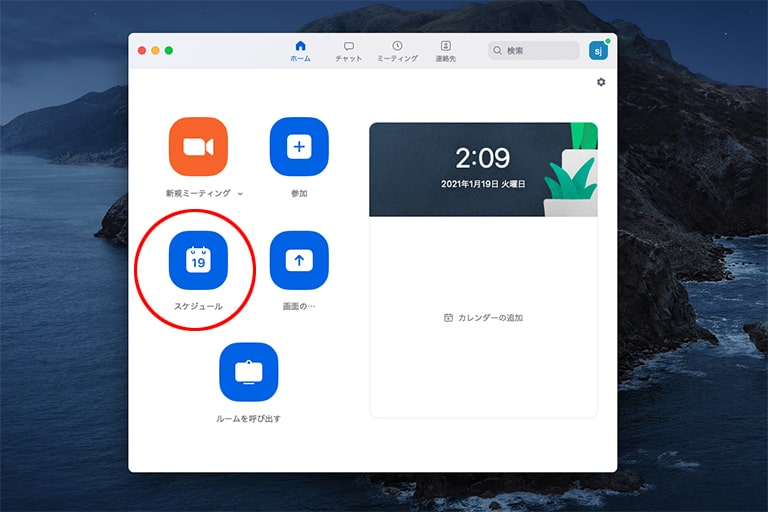 ホーム
チャット
ミーティング
連絡先
検索
sj
新規ミーティング
参加
2:09
2021年1月19日 火曜日
19
スケジュール
画面の…
カレンダーの追加
ルームを呼び出す